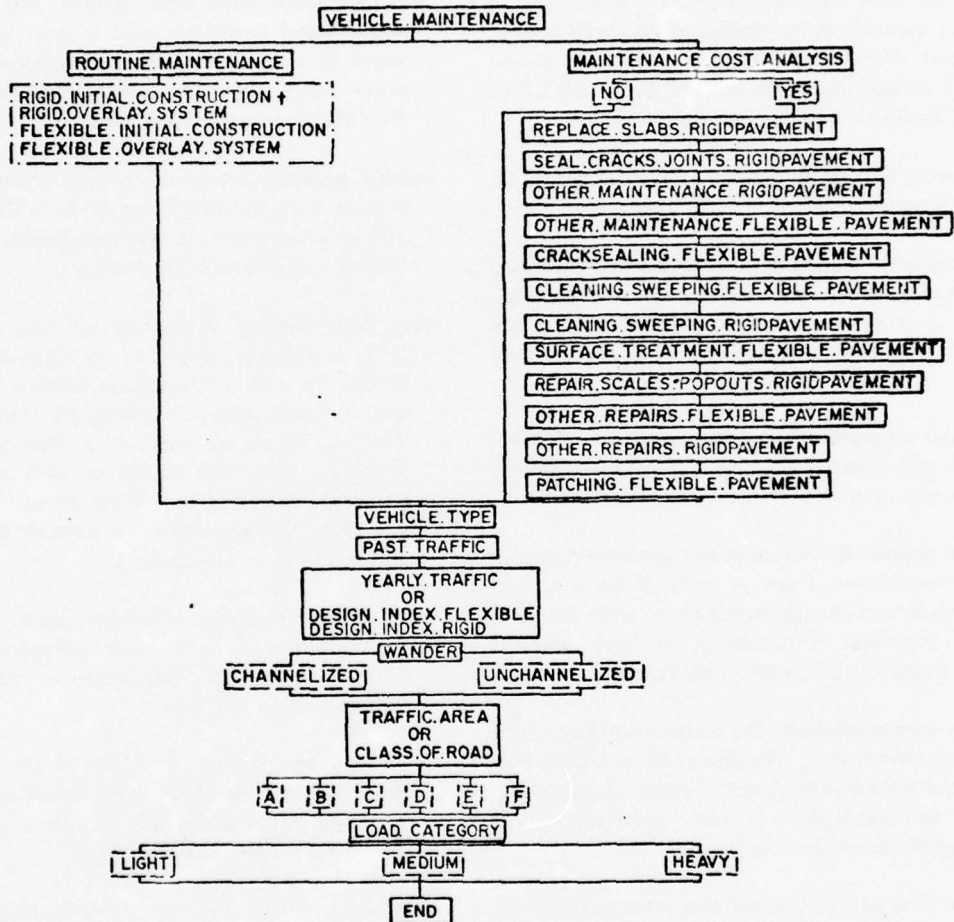 VEHICLE.MAINTENANCE
ROUTINE.MAINTENANCE
MAINTENANCE.COST.ANALYSIS
NO
YES
RIGID.INITIAL.CONSTRUCTION †
RIGID.OVERLAY.SYSTEM
FLEXIBLE.INITIAL.CONSTRUCTION
FLEXIBLE.OVERLAY.SYSTEM
REPLACE.SLABS.RIGIDPAVEMENT
SEAL.CRACKS.JOINTS.RIGIDPAVEMENT
OTHER.MAINTENANCE.RIGIDPAVEMENT
OTHER.MAINTENANCE.FLEXIBLE.PAVEMENT
CRACKSEALING.FLEXIBLE.PAVEMENT
CLEANING.SWEEPING.FLEXIBLE.PAVEMENT
CLEANING.SWEEPING.RIGIDPAVEMENT
SURFACE.TREATMENT.FLEXIBLE.PAVEMENT
REPAIR.SCALES.POPOUTS.RIGIDPAVEMENT
OTHER.REPAIRS.FLEXIBLE.PAVEMENT
OTHER.REPAIRS.RIGIDPAVEMENT
PATCHING.FLEXIBLE.PAVEMENT
VEHICLE.TYPE
PAST.TRAFFIC
YEARLY.TRAFFIC
OR
DESIGN.INDEX.FLEXIBLE
DESIGN.INDEX.RIGID
WANDER
CHANNELIZED
UNCHANNELIZED
TRAFFIC.AREA
OR
CLASS.OF.ROAD
A B C D E F
LOAD.CATEGORY
LIGHT MEDIUM HEAVY
END